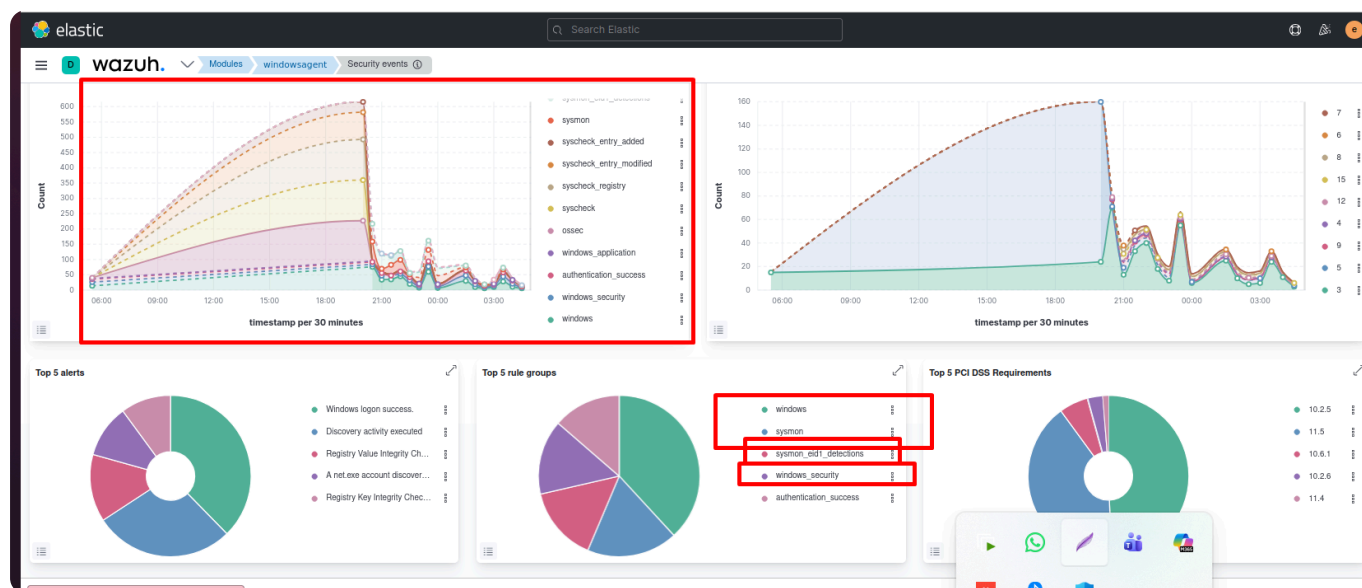 elastic
Search Elastic
e
D
wazuh.
Modules
windowsagent
Security events
Count
600
550
500
450
400
350
300
250
200
150
100
50
0
06:00 09:00 12:00 15:00 18:00 21:00 00:00 03:00
timestamp per 30 minutes
sysmon_eid1_detections
sysmon
syscheck_entry_added
syscheck_entry_modified
syscheck_registry
syscheck
ossec
windows_application
authentication_success
windows_security
windows
Count
160
140
120
100
80
60
40
20
0
06:00 09:00 12:00 15:00 18:00 21:00 00:00 03:00
timestamp per 30 minutes
7
6
8
15
12
4
9
5
3
Top 5 alerts
Windows logon success.
Discovery activity executed
Registry Value Integrity Ch...
A net.exe account discover...
Registry Key Integrity Chec...
Top 5 rule groups
windows
sysmon
sysmon_eid1_detections
windows_security
authentication_success
Top 5 PCI DSS Requirements
10.2.5
11.5
10.6.1
10.2.6
11.4
M365